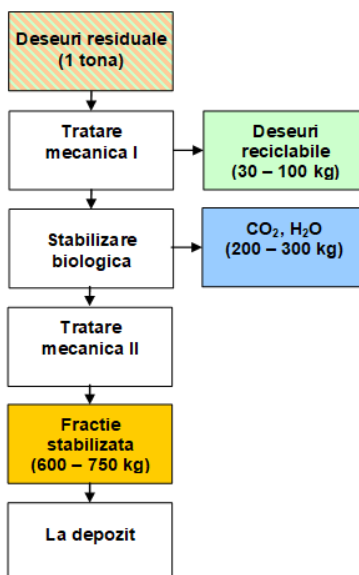 Deseuri residuale
(1 tona)
Tratare
mecanica I
Deseuri
reciclabile
(30 – 100 kg)
Stabilizare
biologica
CO₂, H₂O
(200 – 300 kg)
Tratare
mecanica II
Fractie
stabilizata
(600 – 750 kg)
La depozit